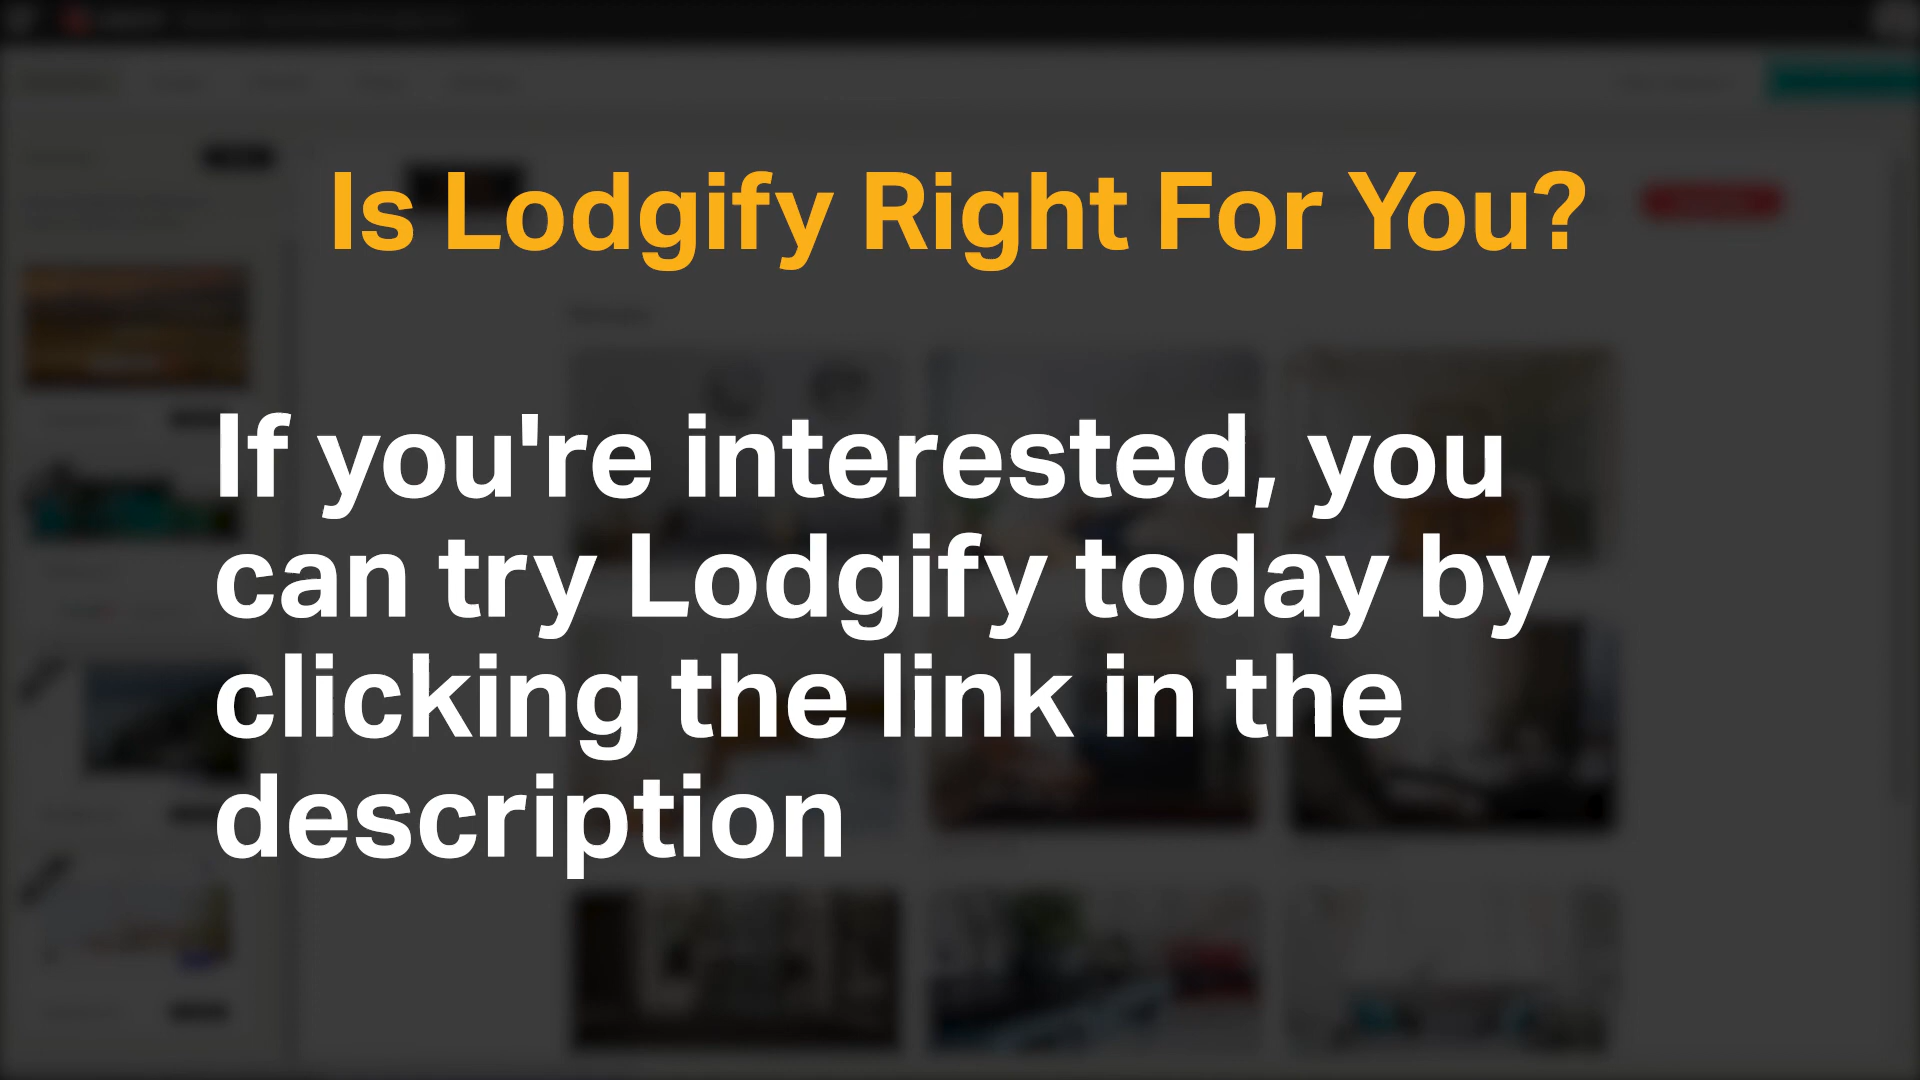 Is Lodgify Right For You?
If you're interested, you
can try Lodgify today by
clicking the link in the
description